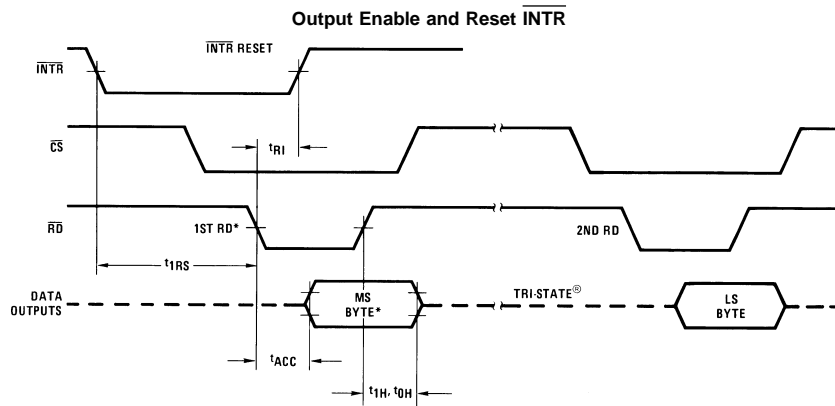 Output Enable and Reset INTR
INTR RESET
INTR
CS
tRI
RD
1ST RD*
2ND RD
t1RS
DATA
OUTPUTS
MS
BYTE*
TRI-STATE®
LS
BYTE
tACC
t1H, t0H